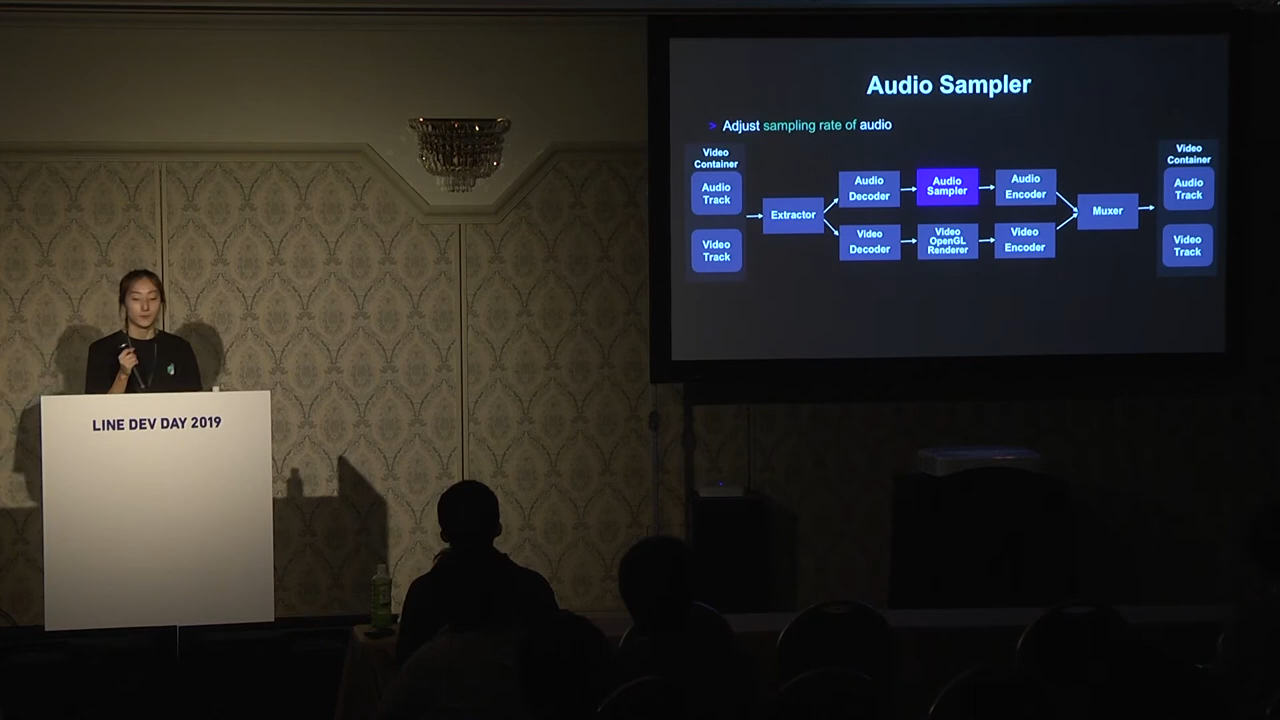 Audio Sampler
> Adjust sampling rate of audio
Video
Container
Audio
Track
Video
Track
Extractor
Audio
Decoder
Audio
Sampler
Audio
Encoder
Video
Decoder
Video
OpenGL
Renderer
Video
Encoder
Muxer
Video
Container
Audio
Track
Video
Track
LINE DEV DAY 2019